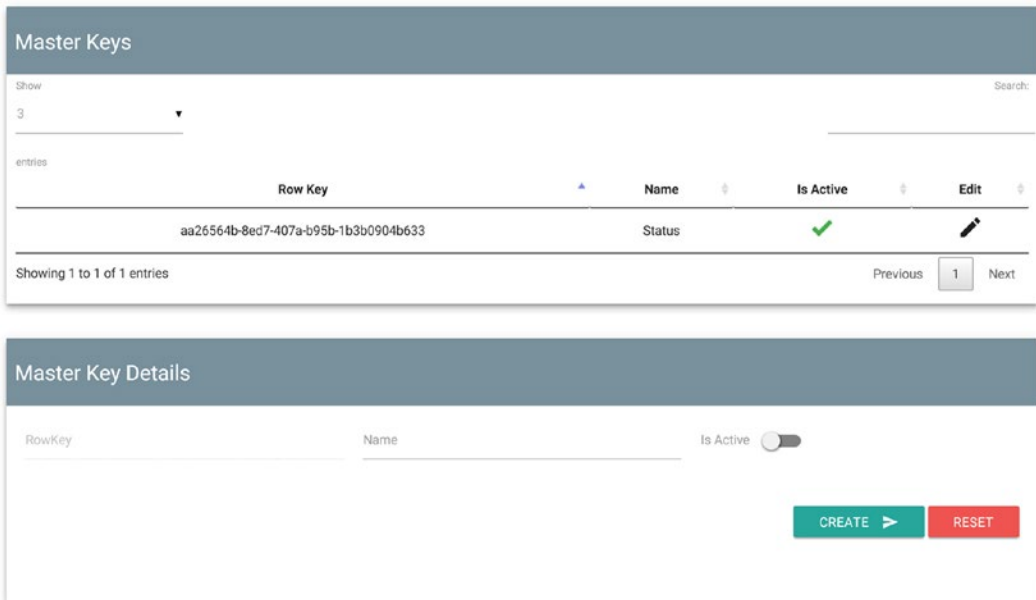 Master Keys
Show
Search:
3
entries
Row Key Name Is Active Edit
aa26564b-8ed7-407a-b95b-1b3b0904b633 Status
Showing 1 to 1 of 1 entries Previous 1 Next
Master Key Details
RowKey Name Is Active
CREATE RESET